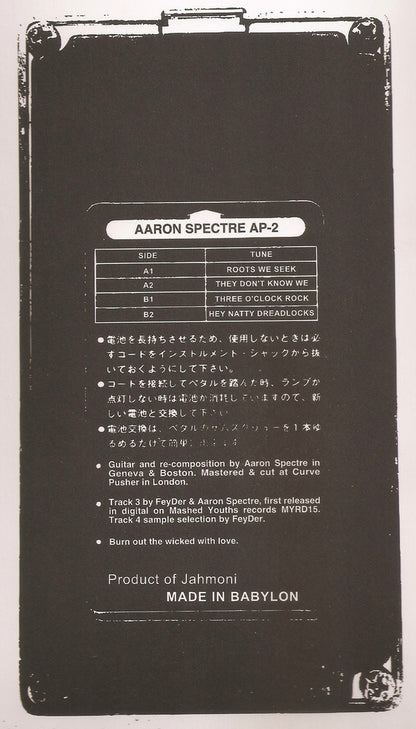 AARON SPECTRE AP-2
SIDE TUNE
A1 ROOTS WE SEEK
A2 THEY DON'T KNOW WE
B1 THREE O'CLOCK ROCK
B2 HEY NATTY DREADLOCKS
●電池を長持ちさせるため、使用しないときは必
ずコードをインストルメント・ジャックから抜
いておくようにして下さい。
●コードを接続してペダルを踏んだ時、ランプが
点灯しない時は電池が消耗していますので、新
しい電池と交換して下さい
●電池交換は、ペダルのサムスクリューを1本ゆ
るめるだけで簡単に
● Guitar and re-composition by Aaron Spectre in
Geneva & Boston. Mastered & cut at Curve
Pusher in London.
● Track 3 by FeyDer & Aaron Spectre, first released
in digital on Mashed Youths records MYRD15.
Track 4 sample selection by FeyDer.
● Burn out the wicked with love.
Product of Jahmoni
MADE IN BABYLON